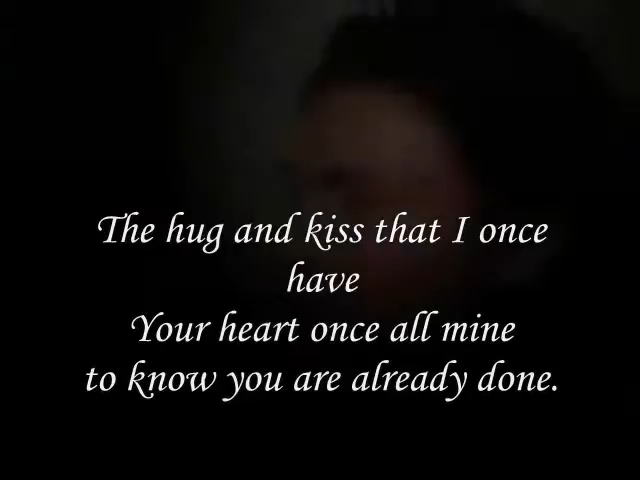 The hug and kiss that I once
have
Your heart once all mine
to know you are already done.